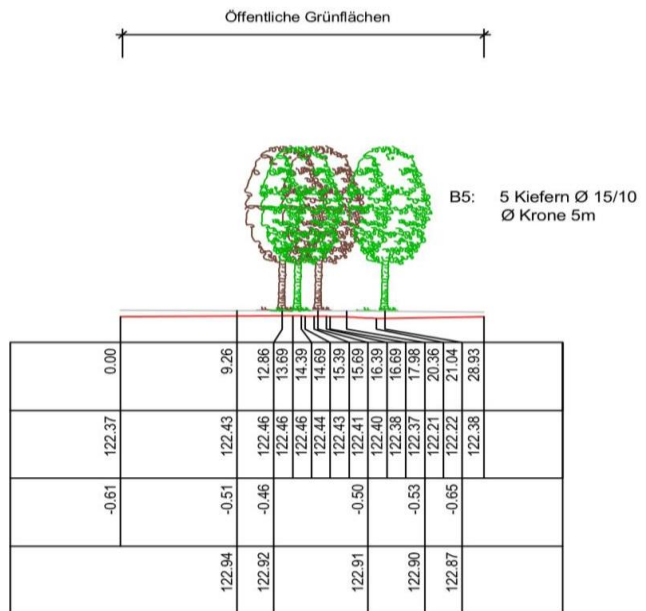 Öffentliche Grünflächen
B5: 5 Kiefern Ø 15/10
Ø Krone 5m
0.00 9.26 12.86 13.69 14.39 14.69 15.39 15.69 16.39 16.69 17.98 20.36 21.04 28.93
122.37 122.43 122.46 122.46 122.46 122.44 122.43 122.41 122.40 122.38 122.37 122.21 122.22 122.38
-0.61 -0.51 -0.46 -0.50 -0.53 -0.65
122.94 122.92 122.91 122.90 122.87